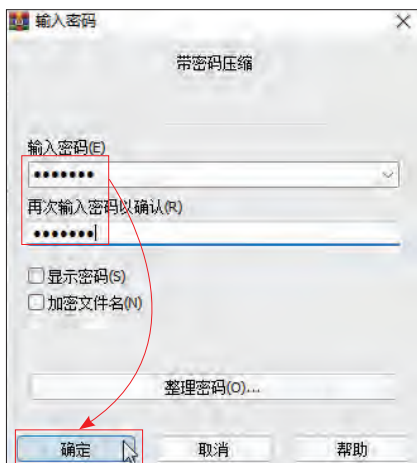 输入密码
带密码压缩
输入密码(E)
•••••••
再次输入密码以确认(R)
•••••••
显示密码(S)
加密文件名(N)
整理密码(O)...
确定 取消 帮助